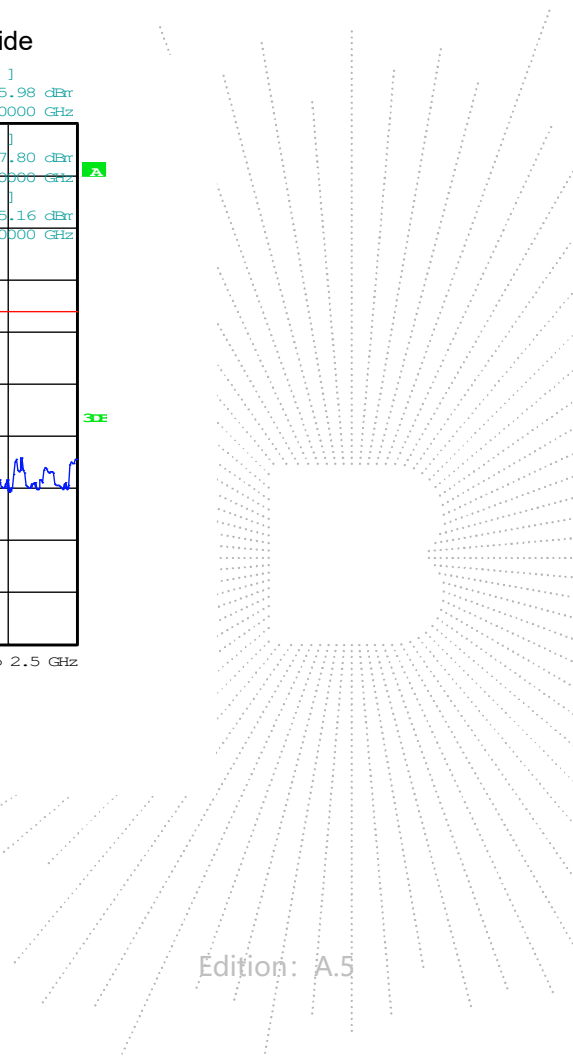 ide
]
5.98 dBm
0000 GHz
]
7.80 dBm
0000 GHz
]
5.16 dBm
0000 GHz
A
3DB
2.5 GHz
Edition: A.5